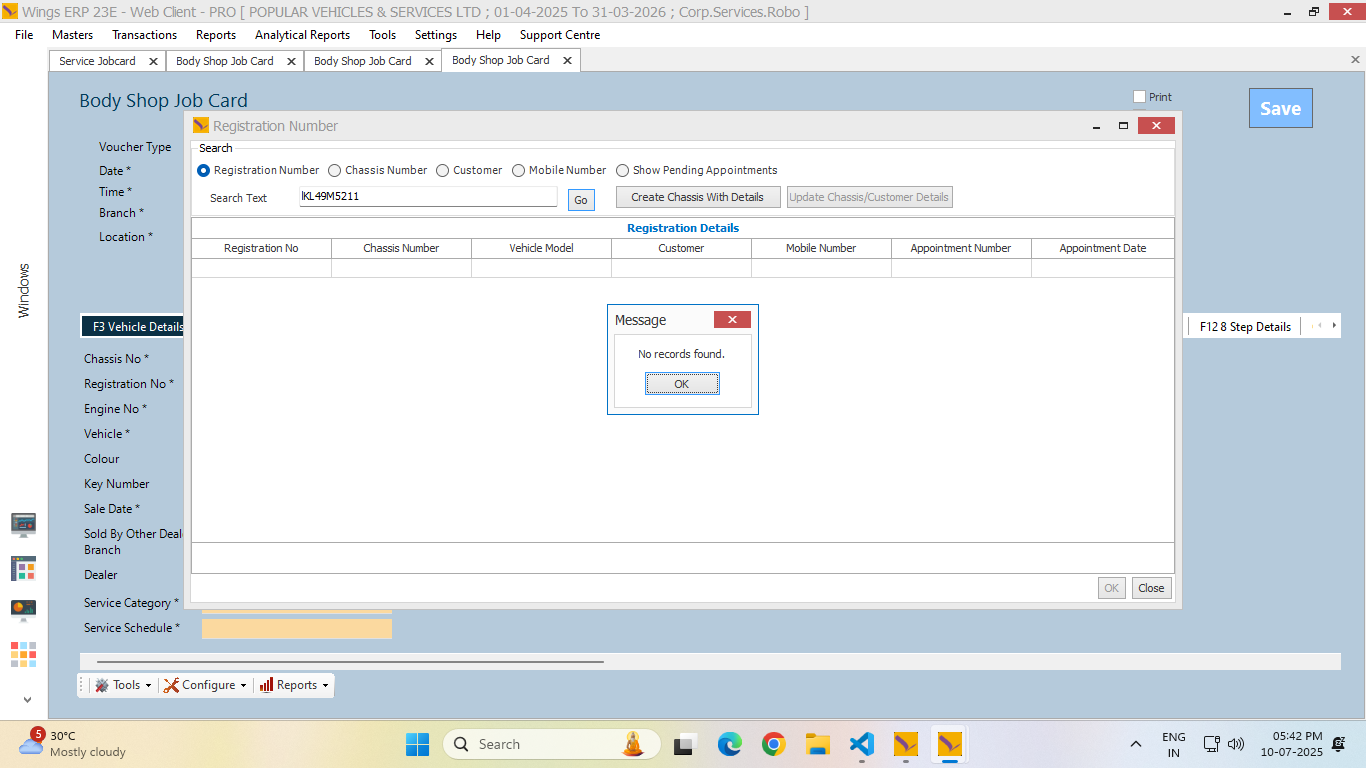 Wings ERP 23E - Web Client - PRO [ POPULAR VEHICLES & SERVICES LTD ; 01-04-2025 To 31-03-2026 ; Corp.Services.Robo ]
File Masters Transactions Reports Analytical Reports Tools Settings Help Support Centre
Service Jobcard Body Shop Job Card Body Shop Job Card Body Shop Job Card
Body Shop Job Card
Print
Save
Voucher Type
Date *
Time *
Branch *
Location *
Windows
Registration Number
Search
Registration Number Chassis Number Customer Mobile Number Show Pending Appointments
Search Text KL49M5211 Go Create Chassis With Details Update Chassis/Customer Details
Registration Details
Registration No Chassis Number Vehicle Model Customer Mobile Number Appointment Number Appointment Date
Message
No records found.
OK
F3 Vehicle Details
F12 8 Step Details
Chassis No *
Registration No *
Engine No *
Vehicle *
Colour
Key Number
Sale Date *
Sold By Other Deal
Branch
Dealer
Service Category *
Service Schedule *
OK Close
Tools Configure Reports
5
30°C
Mostly cloudy
Search
ENG
IN
05:42 PM
10-07-2025